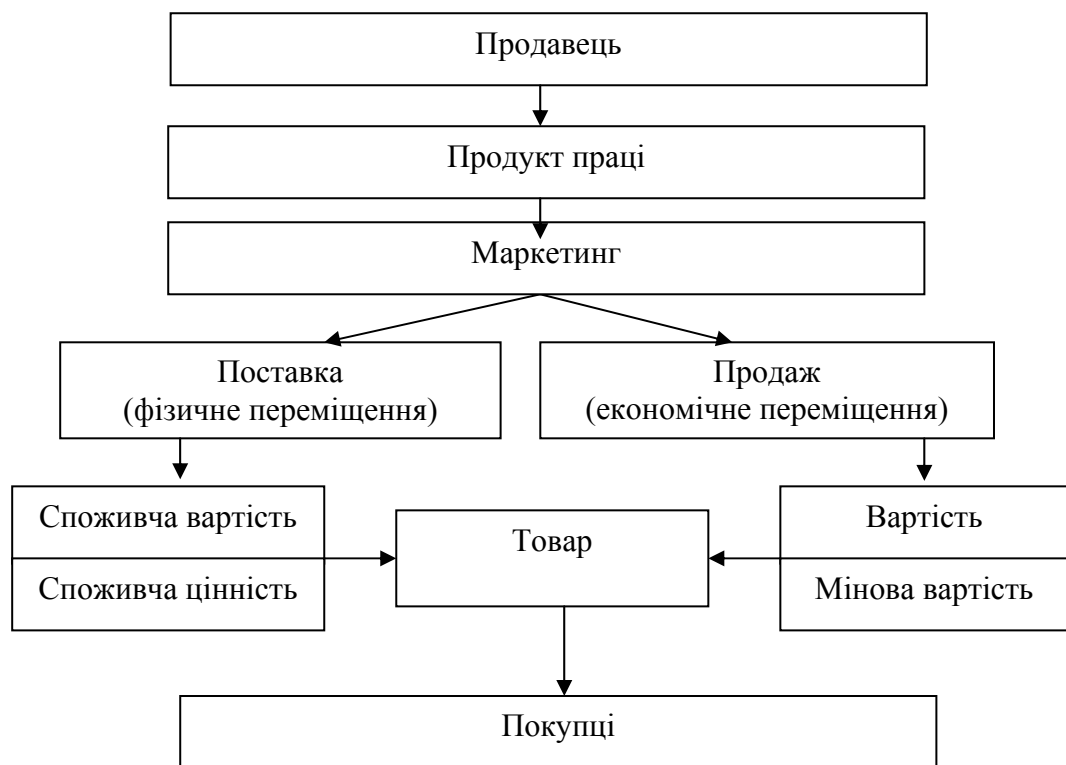 Продавець
Продукт праці
Маркетинг
Поставка
(фізичне переміщення)
Продаж
(економічне переміщення)
Споживча вартість
Споживча цінність
Товар
Вартість
Мінова вартість
Покупці